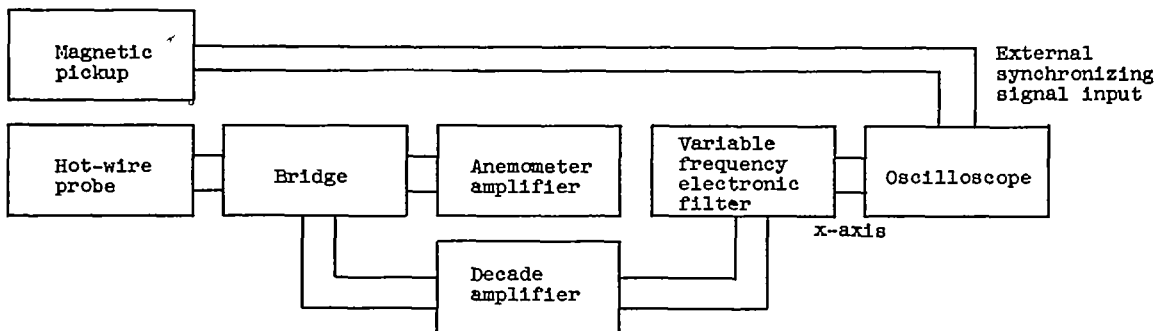 Magnetic
pickup
External
synchronizing
signal input
Hot-wire
probe
Bridge
Anemometer
amplifier
Variable
frequency
electronic
filter
Oscilloscope
x-axis
Decade
amplifier